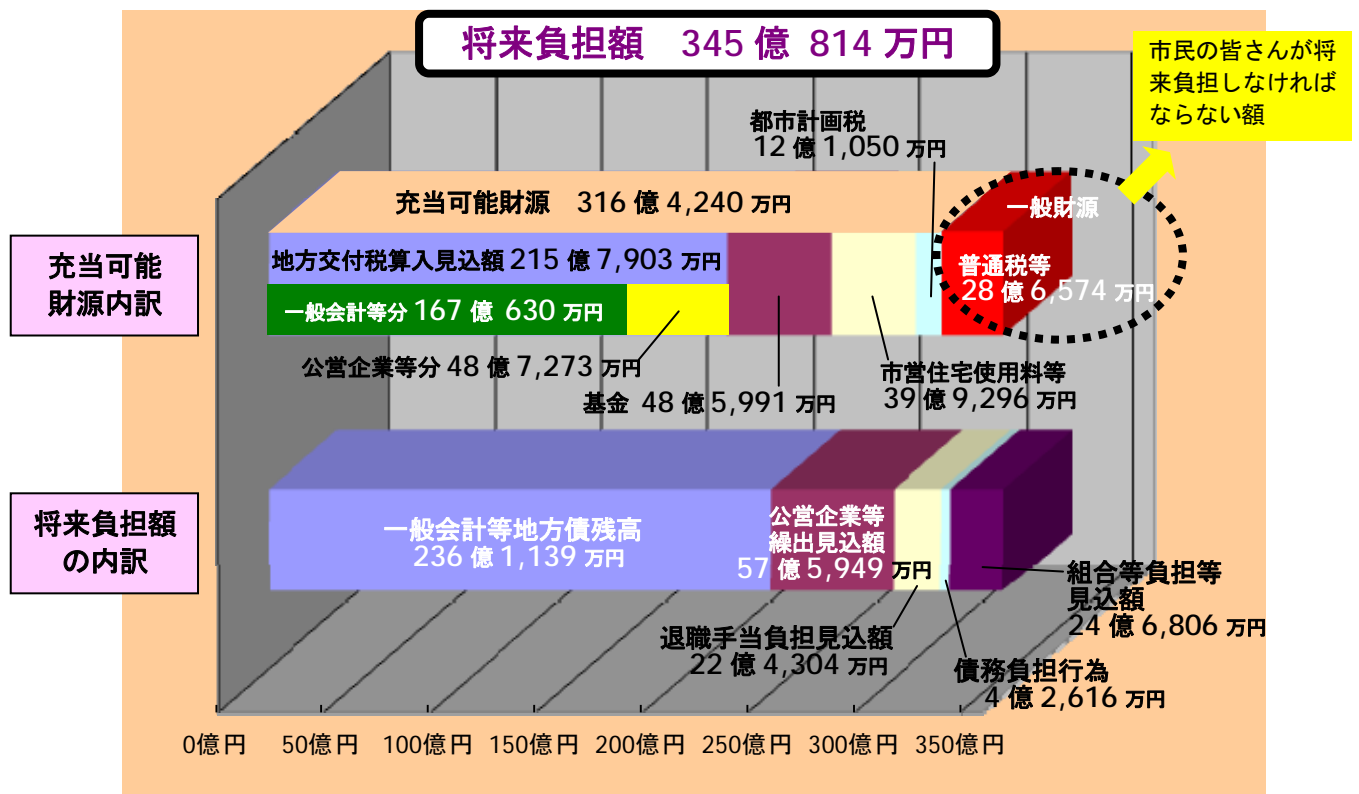 将来負担額 345 億 814 万円
市民の皆さんが将
来負担しなければ
ならない額
都市計画税
12 億 1,050 万円
充当可能財源 316 億 4,240 万円
一般財源
充当可能
財源内訳
地方交付税算入見込額 215 億 7,903 万円
普通税等
28 億 6,574 万円
一般会計等分 167 億 630 万円
公営企業等分 48 億 7,273 万円
基金 48 億 5,991 万円
市営住宅使用料等
39 億 9,296 万円
将来負担額
の内訳
一般会計等地方債残高
236 億 1,139 万円
公営企業等
繰出見込額
57 億 5,949 万円
組合等負担等
見込額
24 億 6,806 万円
退職手当負担見込額
22 億 4,304 万円
債務負担行為
4 億 2,616 万円
0億円 50億円 100億円 150億円 200億円 250億円 300億円 350億円